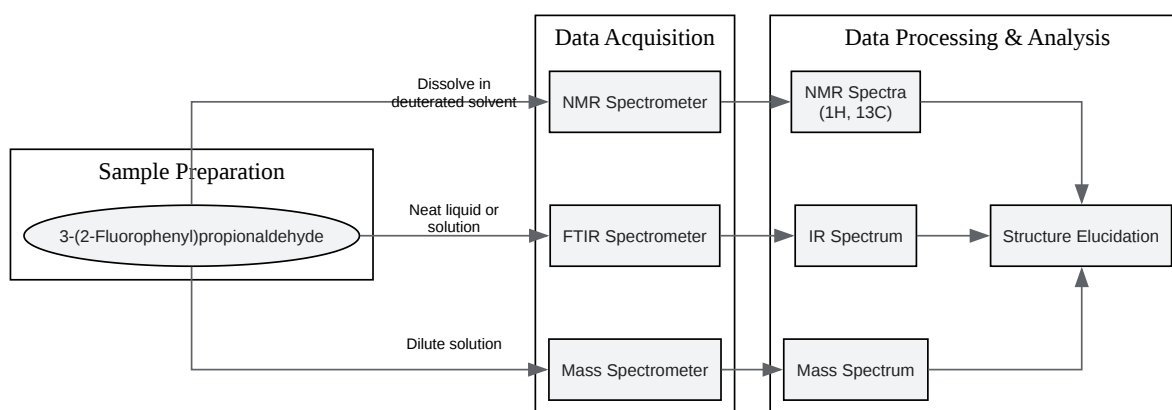 Data Acquisition
Data Processing & Analysis
Dissolve in
deuterated solvent
NMR Spectrometer
NMR Spectra
(1H, 13C)
Sample Preparation
3-(2-Fluorophenyl)propionaldehyde
Neat liquid or
solution
FTIR Spectrometer
IR Spectrum
Structure Elucidation
Dilute solution
Mass Spectrometer
Mass Spectrum